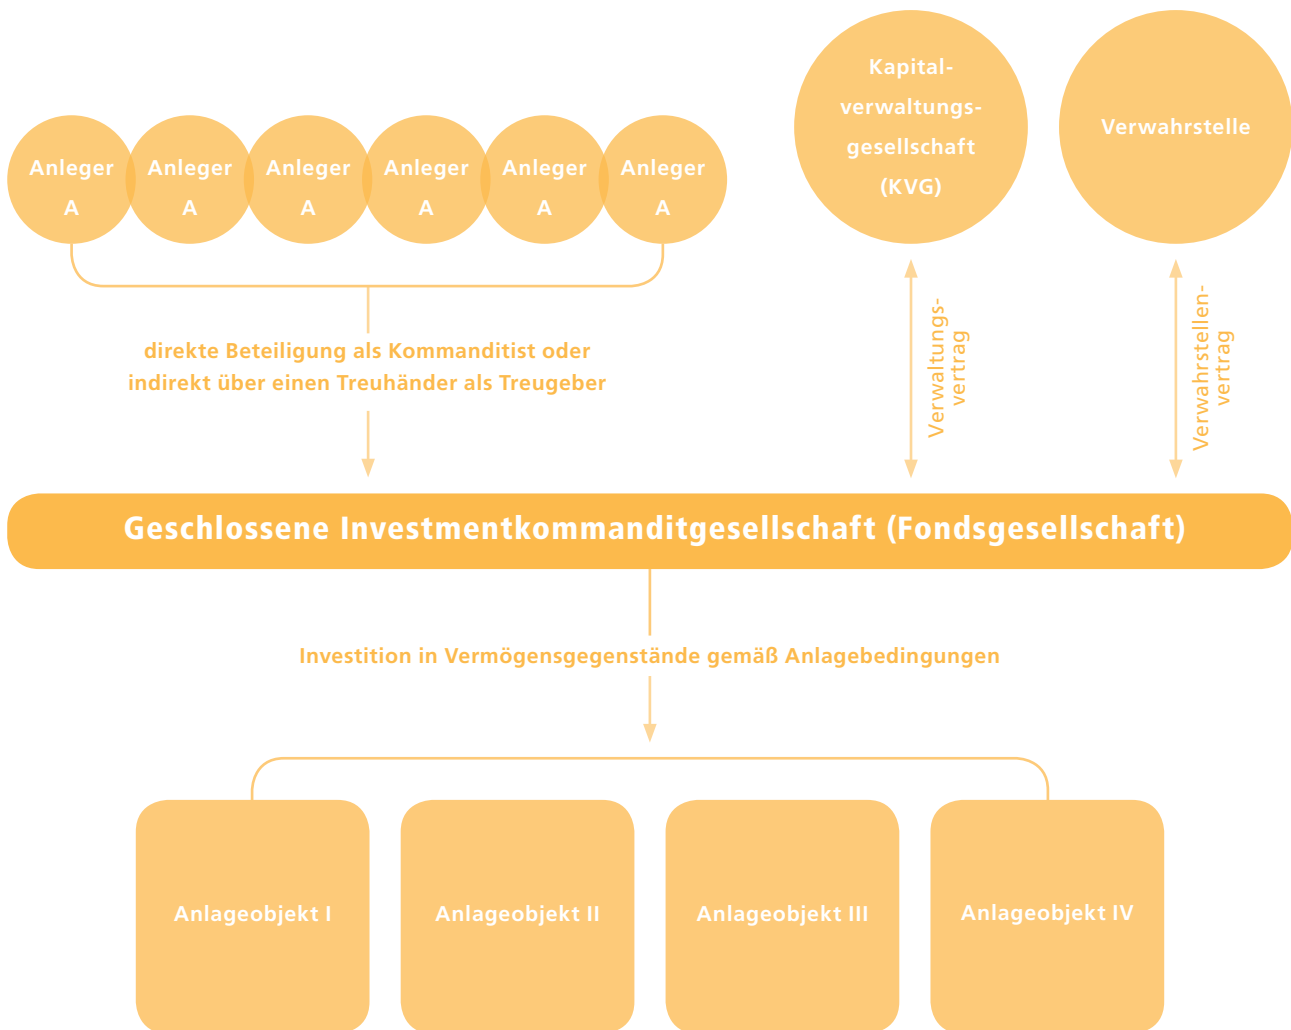 Kapital-
verwaltungs-
gesellschaft
(KVG)
Verwahrstelle
Anleger
A
Anleger
A
Anleger
A
Anleger
A
Anleger
A
Anleger
A
Verwaltungs-
vertrag
Verwahrstellen-
vertrag
direkte Beteiligung als Kommanditist oder
indirekt über einen Treuhänder als Treugeber
Geschlossene Investmentkommanditgesellschaft (Fondsgesellschaft)
Investition in Vermögensgegenstände gemäß Anlagebedingungen
Anlageobjekt I
Anlageobjekt II
Anlageobjekt III
Anlageobjekt IV